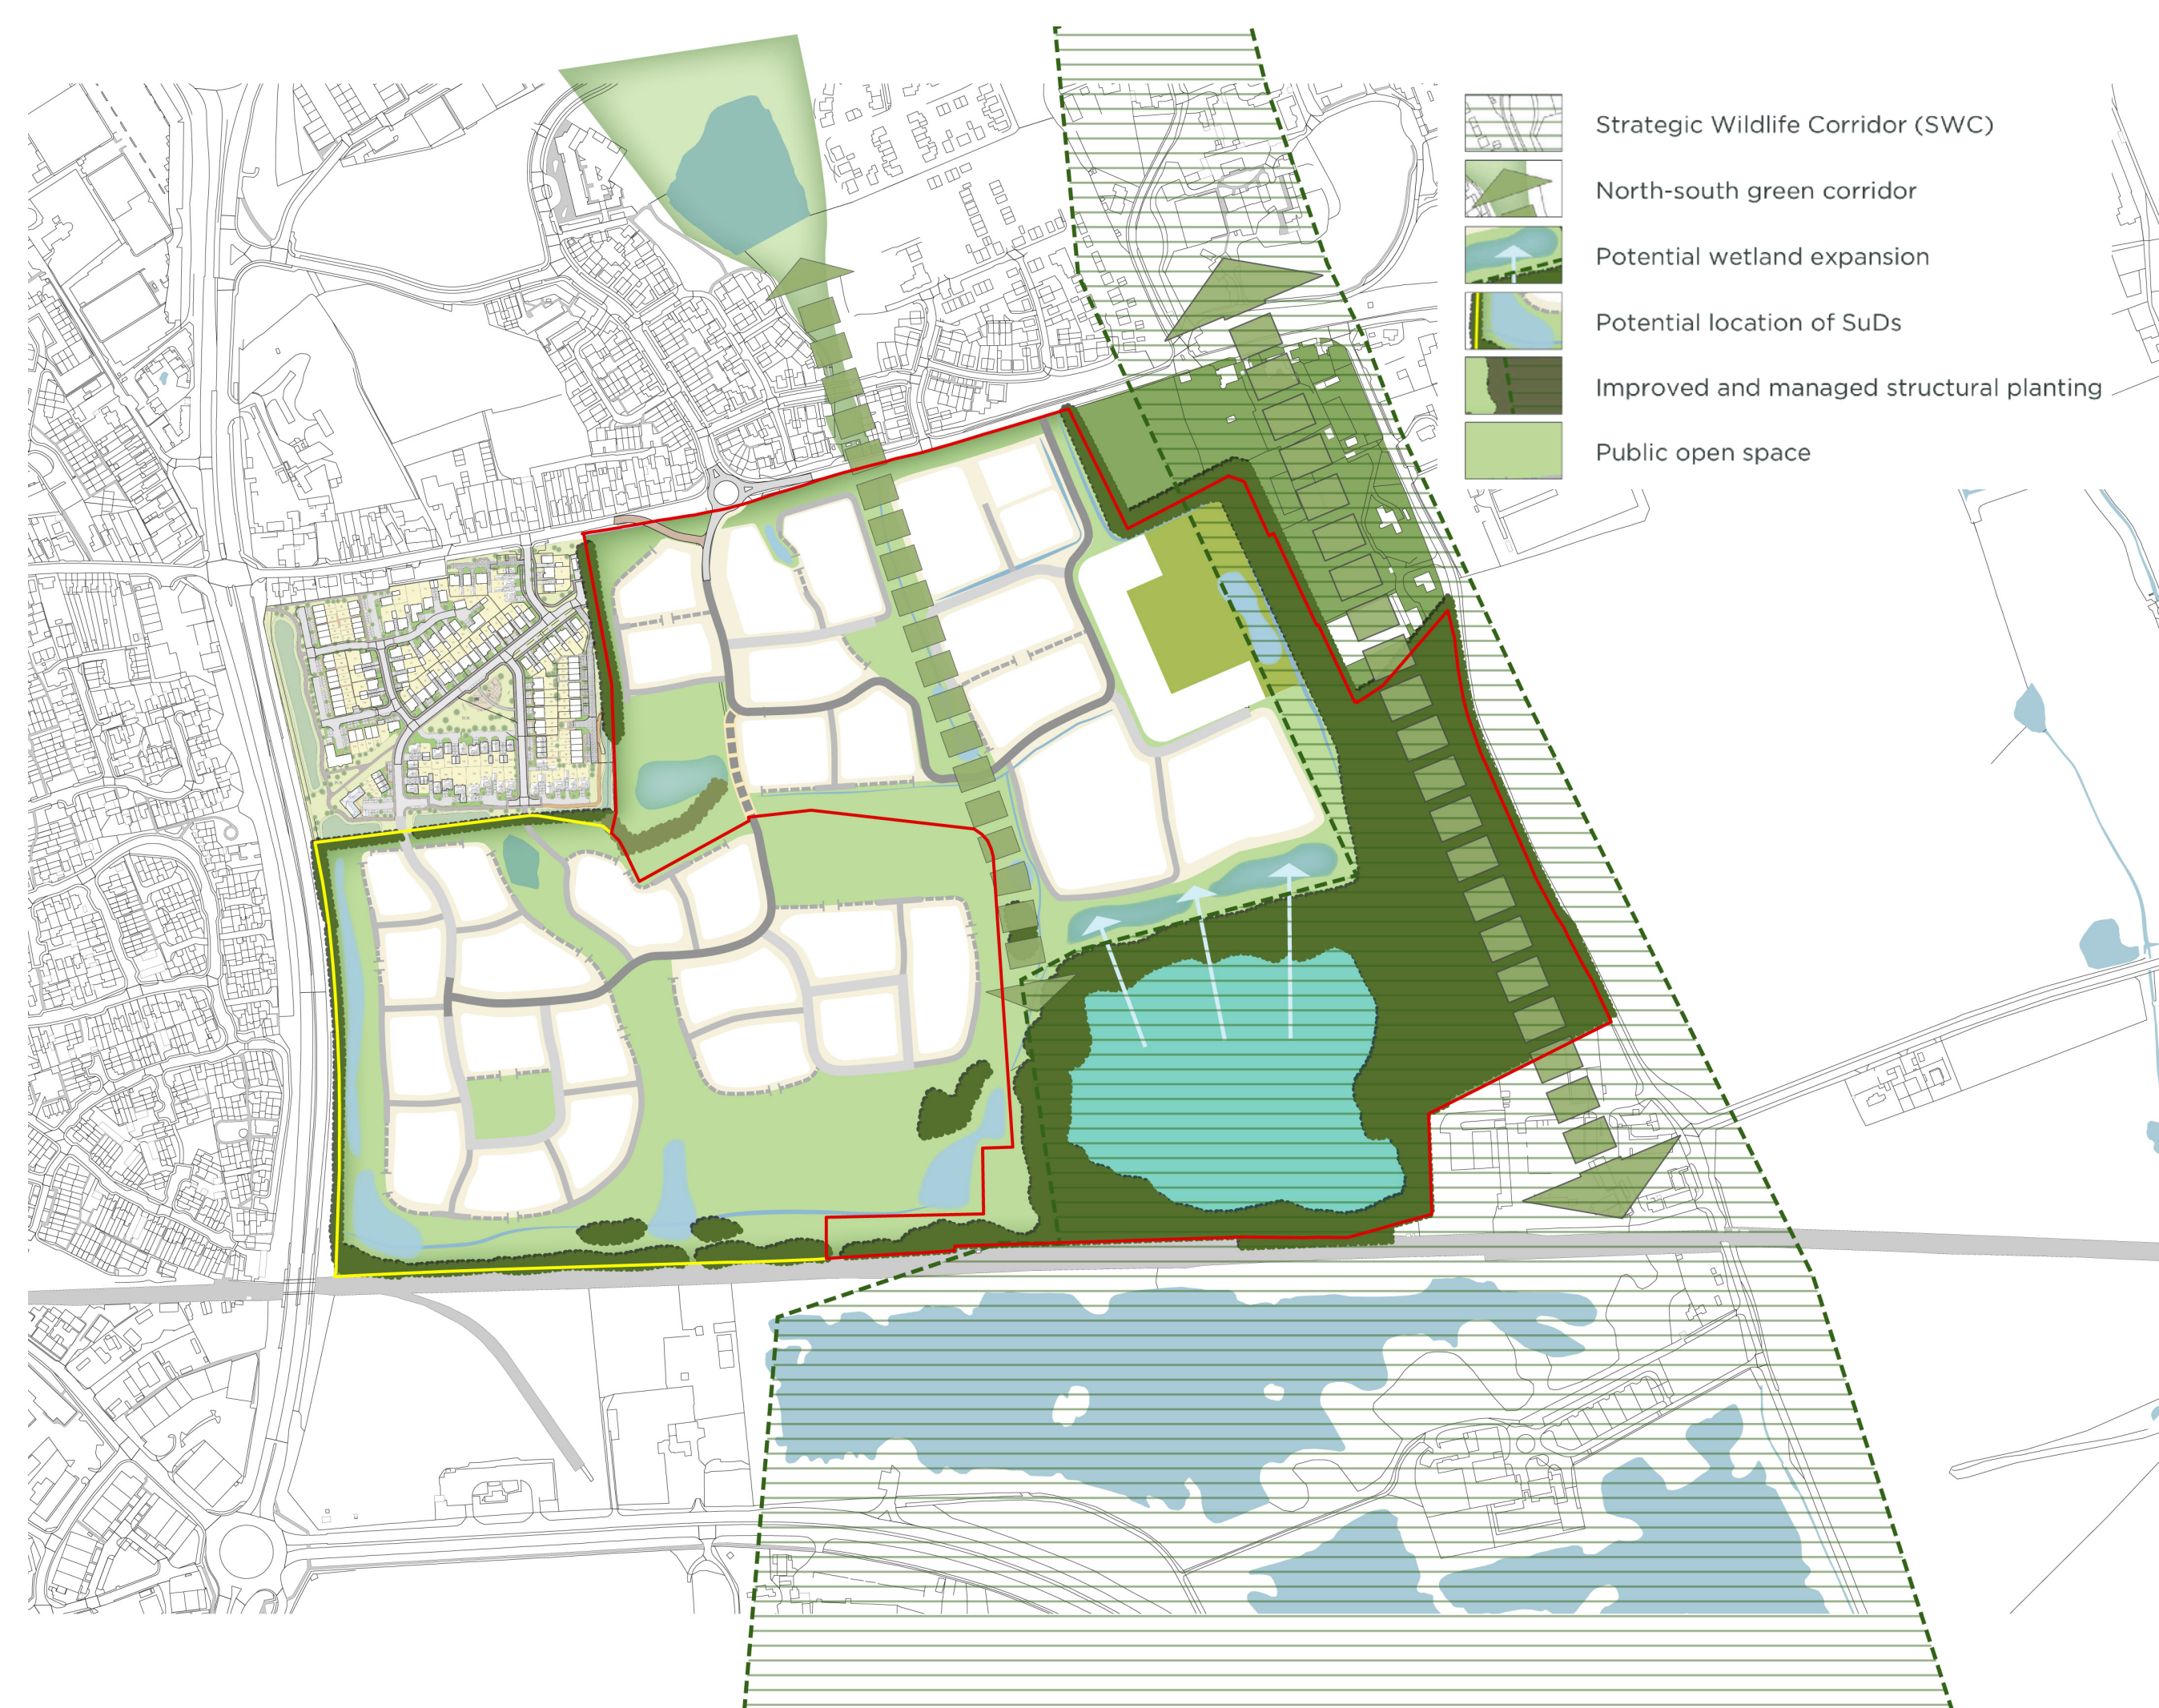 Strategic Wildlife Corridor (SWC)
North-south green corridor
Potential wetland expansion
Potential location of SuDs
Improved and managed structural planting
Public open space